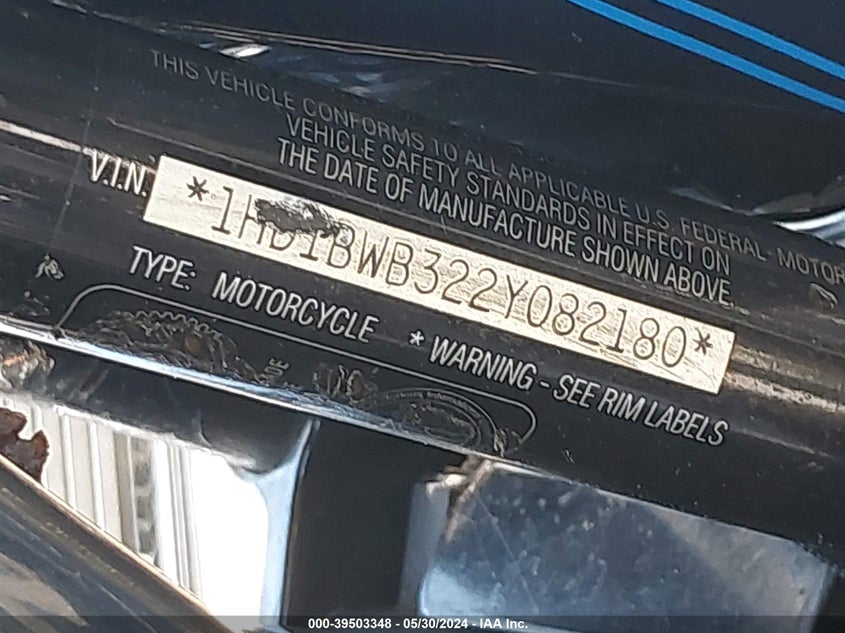 THIS VEHICLE CONFORMS TO ALL APPLICABLE U.S. FEDERAL MOTOR
VEHICLE SAFETY STANDARDS IN EFFECT ON
THE DATE OF MANUFACTURE SHOWN ABOVE.
V.I.N. *1HD1BWB322Y082180*
TYPE: MOTORCYCLE *WARNING - SEE RIM LABELS
000-39503348 - 05/30/2024 - IAA Inc.